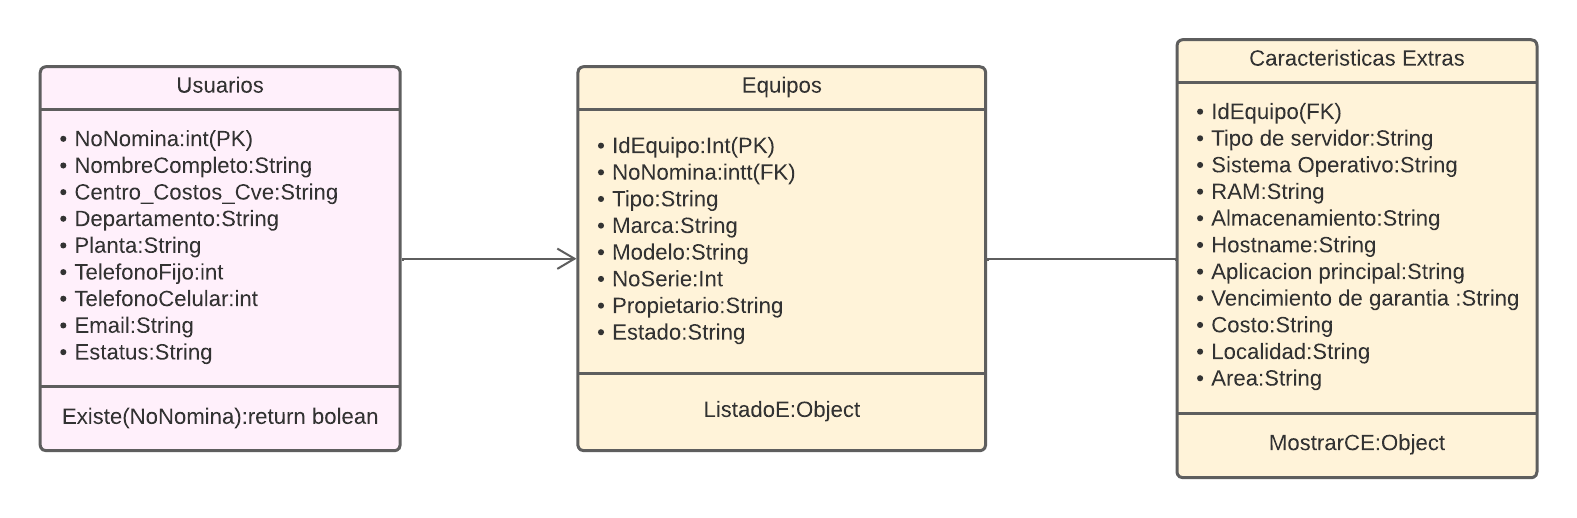 Usuarios
• NoNomina:int(PK)
• NombreCompleto:String
• Centro_Costos_Cve:String
• Departamento:String
• Planta:String
• TelefonoFijo:int
• TelefonoCelular:int
• Email:String
• Estatus:String
Existe(NoNomina):return bolean
Equipos
• IdEquipo:Int(PK)
• NoNomina:intt(FK)
• Tipo:String
• Marca:String
• Modelo:String
• NoSerie:Int
• Propietario:String
• Estado:String
ListadoE:Object
Caracteristicas Extras
• IdEquipo(FK)
• Tipo de servidor:String
• Sistema Operativo:String
• RAM:String
• Almacenamiento:String
• Hostname:String
• Aplicacion principal:String
• Vencimiento de garantia :String
• Costo:String
• Localidad:String
• Area:String
MostrarCE:Object